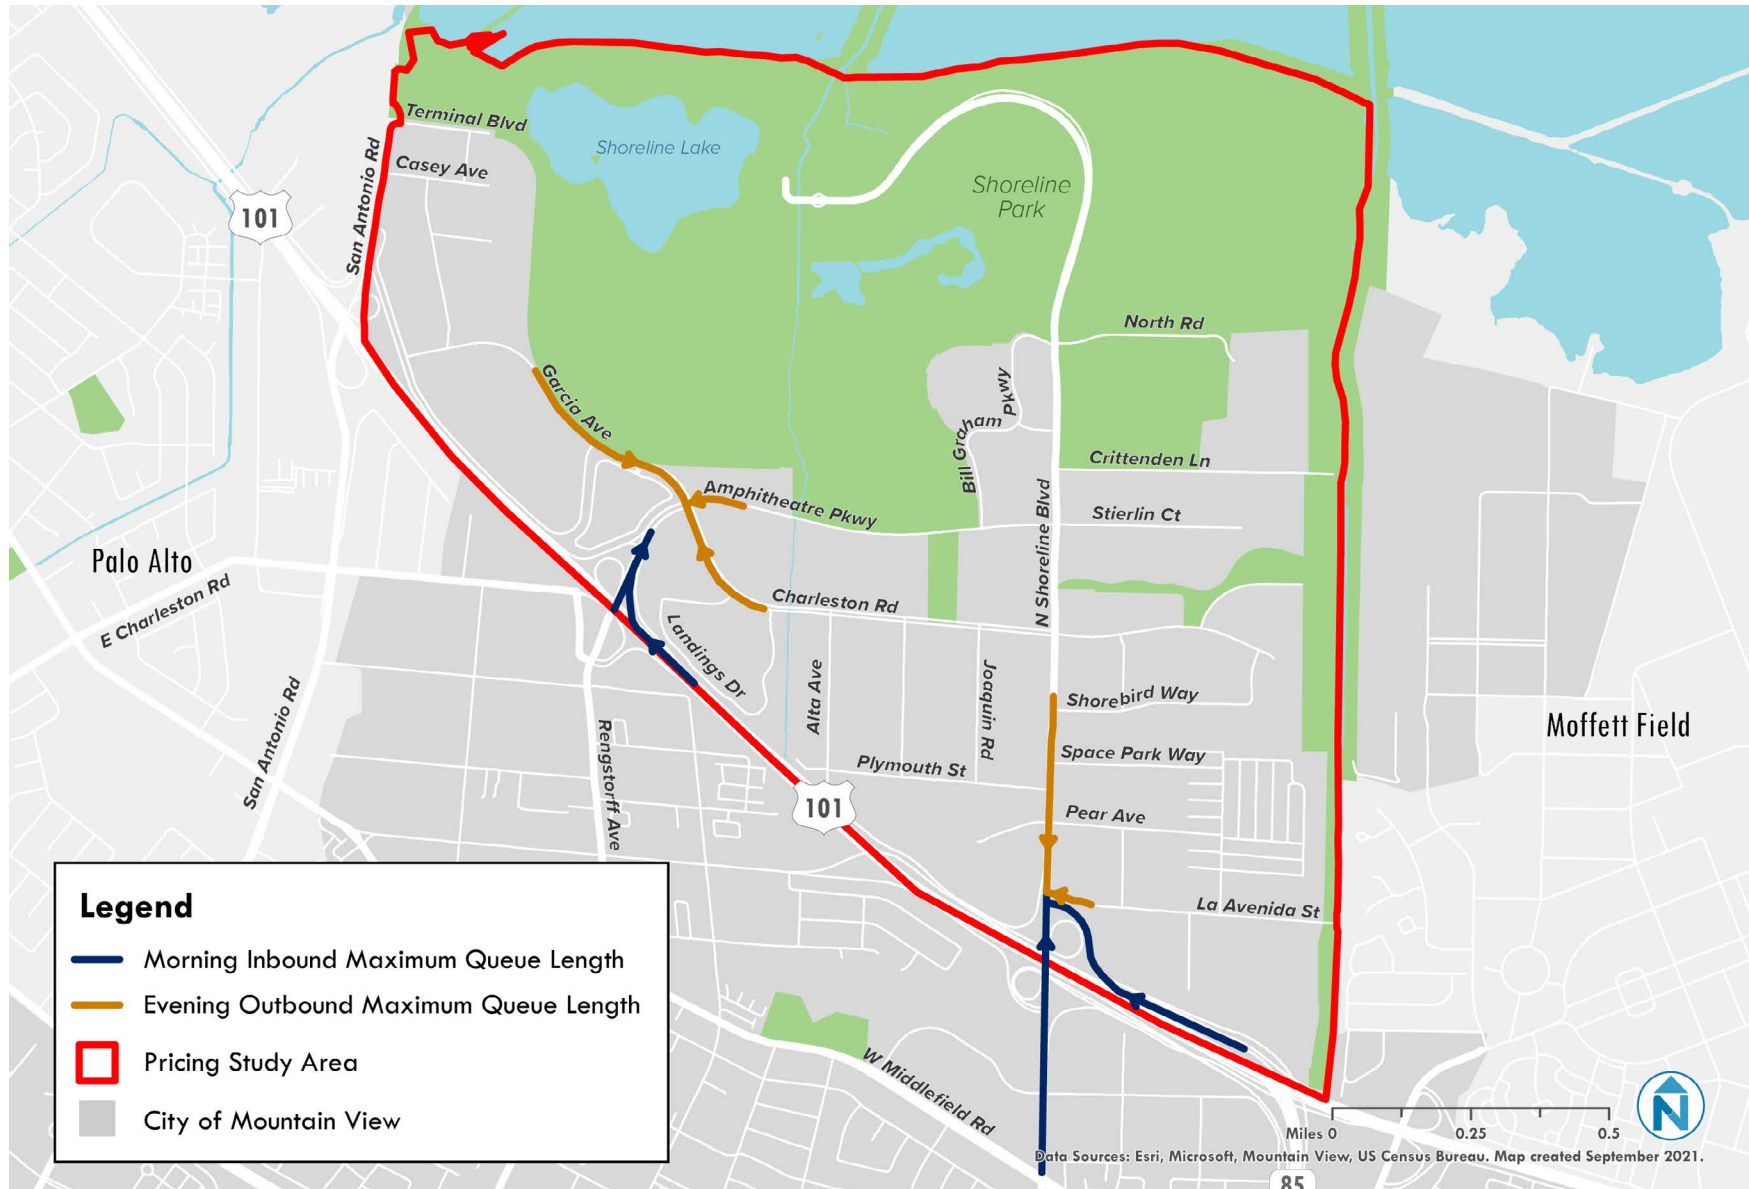 Terminal Blvd
Casey Ave
San Antonio Rd
101
Shoreline Lake
Shoreline
Park
North Rd
Garcia Ave
Bill Graham
Pkwy
Crittenden Ln
Amphitheatre Pkwy
Stierlin Ct
N Shoreline Blvd
Palo Alto
E Charleston Rd
Charleston Rd
Landings Dr
Alta Ave
Joaquin Rd
Shorebird Way
San Antonio Rd
Rengstorff Ave
Moffett Field
Space Park Way
Plymouth St
101
Pear Ave
La Avenida St
W Middlefield Rd
Legend
Morning Inbound Maximum Queue Length
Evening Outbound Maximum Queue Length
Pricing Study Area
City of Mountain View
N
Miles 0 0.25 0.5
Data Sources: Esri, Microsoft, Mountain View, US Census Bureau. Map created September 2021.
85